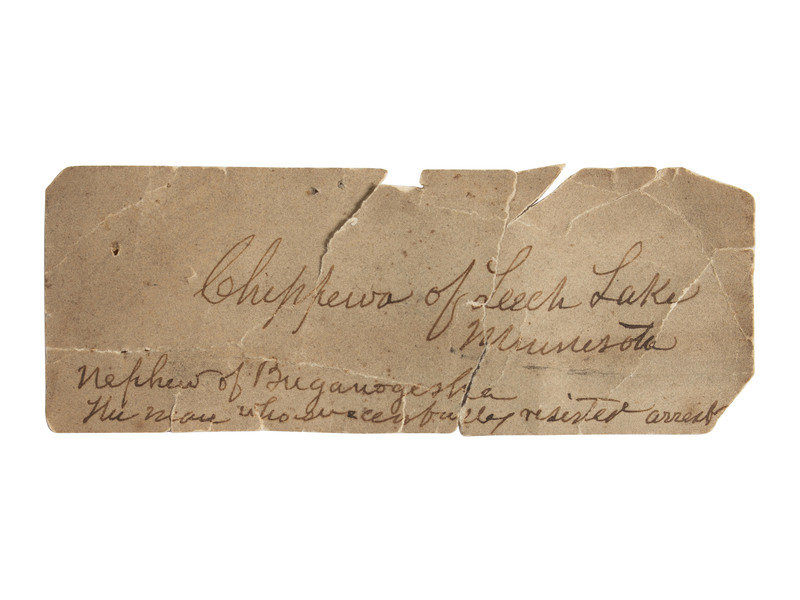 Chippewa of Leech Lake
Minnesota
Nephew of Buganogeshia
The man who successfully resisted arrest